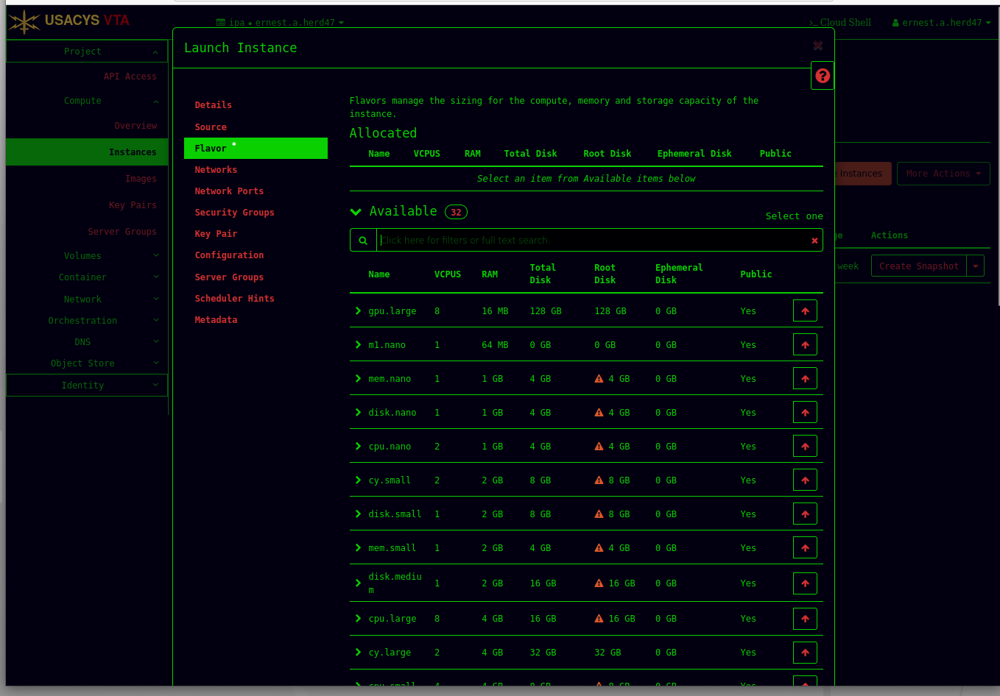 USACYS VTA
ipa • ernest.a.herd47
>_ Cloud Shell
ernest.a.herd47
Project
API Access
Compute
Overview
Instances
Images
Key Pairs
Server Groups
Volumes
Container
Network
Orchestration
DNS
Object Store
Identity
Launch Instance
?
Details
Source
Flavor *
Networks
Network Ports
Security Groups
Key Pair
Configuration
Server Groups
Scheduler Hints
Metadata
Flavors manage the sizing for the compute, memory and storage capacity of the
instance.
Allocated
Name VCPUS RAM Total Disk Root Disk Ephemeral Disk Public
Select an item from Available items below
Available 32
Select one
Click here for filters or full text search.
Name VCPUS RAM Total Disk Root Disk Ephemeral Disk Public
gpu.large 8 16 MB 128 GB 128 GB 0 GB Yes
m1.nano 1 64 MB 0 GB 0 GB 0 GB Yes
mem.nano 1 1 GB 4 GB 4 GB 0 GB Yes
disk.nano 1 1 GB 4 GB 4 GB 0 GB Yes
cpu.nano 2 1 GB 4 GB 4 GB 0 GB Yes
cy.small 2 2 GB 8 GB 8 GB 0 GB Yes
disk.small 1 2 GB 8 GB 8 GB 0 GB Yes
mem.small 1 2 GB 4 GB 4 GB 0 GB Yes
disk.medium 1 2 GB 16 GB 16 GB 0 GB Yes
cpu.large 8 4 GB 16 GB 16 GB 0 GB Yes
cy.large 2 4 GB 32 GB 32 GB 0 GB Yes
cpu.small 4 4 GB 8 GB 8 GB 0 GB Yes
e Instances
More Actions
ge Actions
week
Create Snapshot